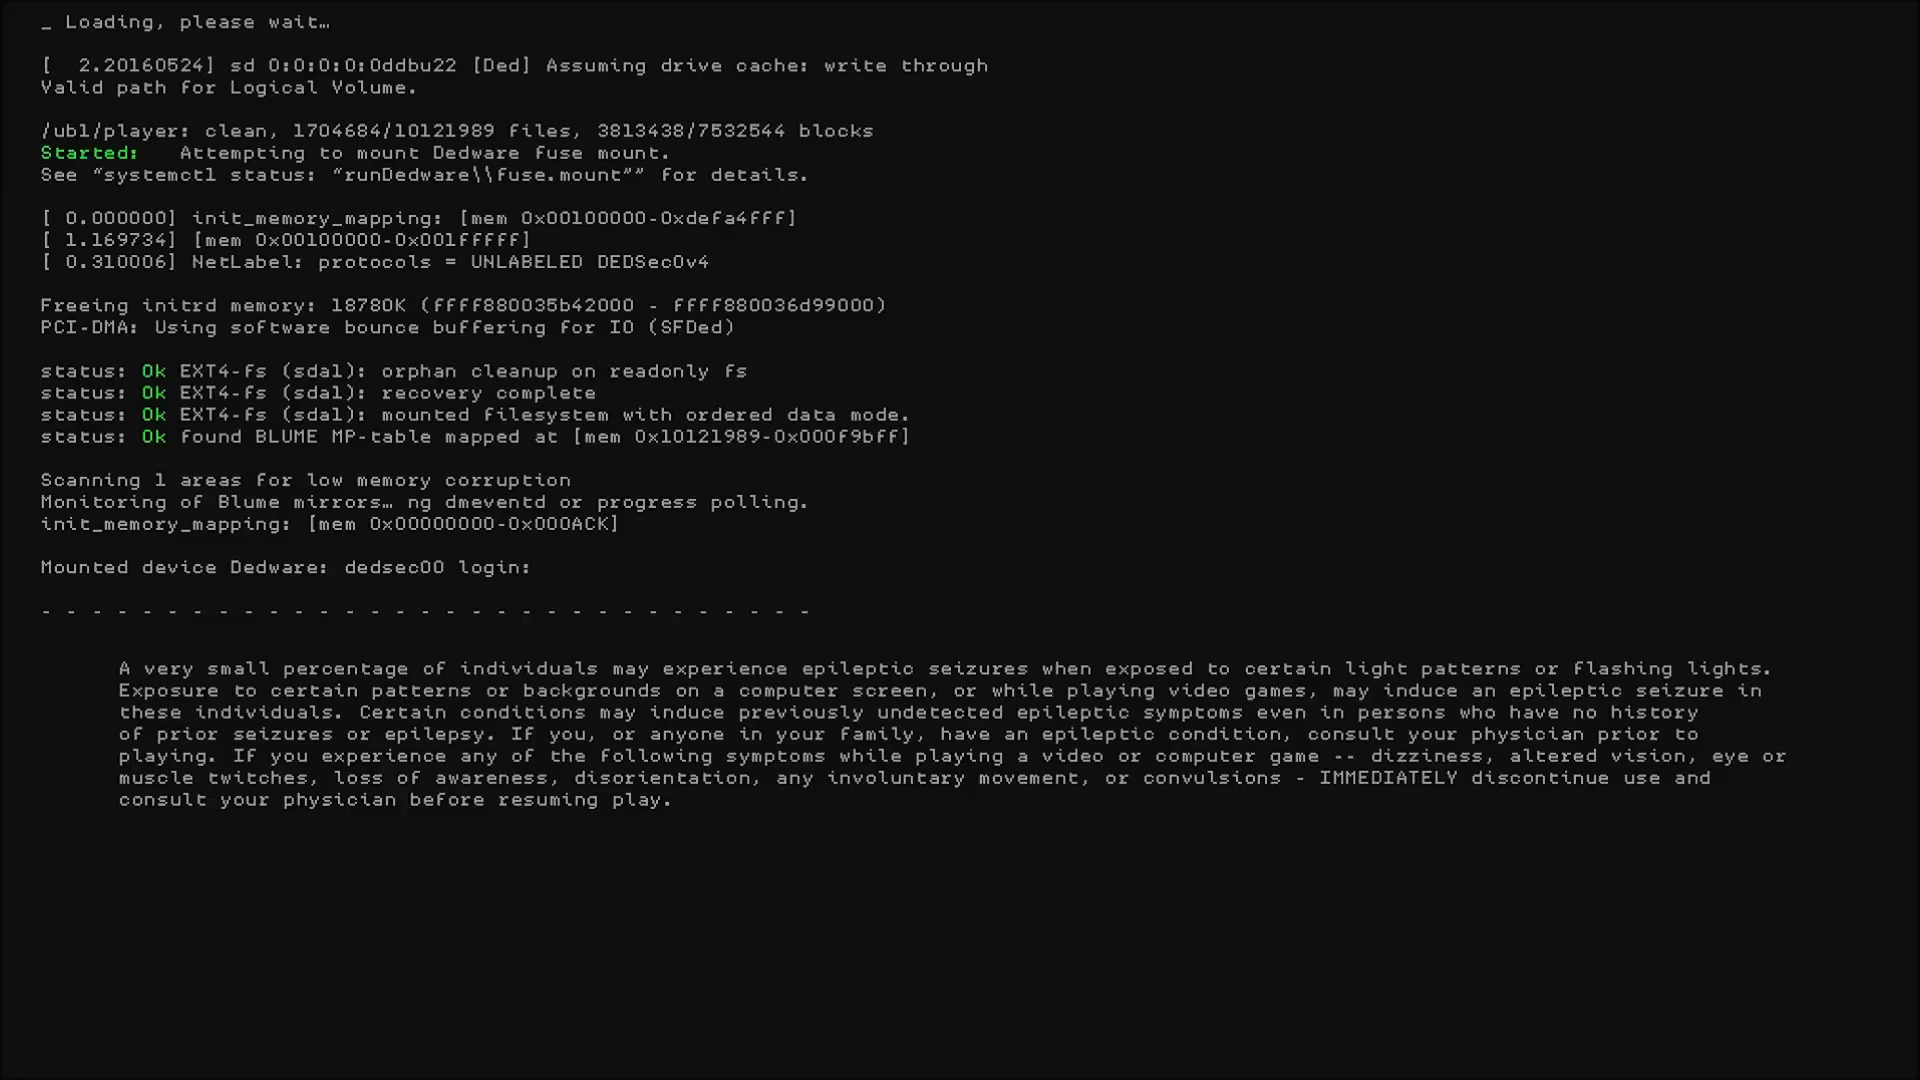 _ Loading, please wait…
[  2.20160524] sd 0:0:0:0:0ddbu22 [Ded] Assuming drive cache: write through
Valid path for Logical Volume.
/ubl/player: clean, 1704684/10121989 files, 3813438/7532544 blocks
Started:   Attempting to mount Dedware fuse mount.
See “systemctl status: “runDedware\\fuse.mount”” for details.
[ 0.000000] init_memory_mapping: [mem 0x00100000-0xdefa4fff]
[ 1.169734] [mem 0x00100000-0x001fffff]
[ 0.310006] NetLabel: protocols = UNLABELED DEDSecOv4
Freeing initrd memory: 18780K (ffff880035b42000 - ffff880036d99000)
PCI-DMA: Using software bounce buffering for IO (SFDed)
status: Ok EXT4-fs (sda1): orphan cleanup on readonly fs
status: Ok EXT4-fs (sda1): recovery complete
status: Ok EXT4-fs (sda1): mounted filesystem with ordered data mode.
status: Ok found BLUME MP-table mapped at [mem 0x10121989-0x000f9bff]
Scanning 1 areas for low memory corruption
Monitoring of Blume mirrors… ng dmeventd or progress polling.
init_memory_mapping: [mem 0x00000000-0x000ACK]
Mounted device Dedware: dedsec00 login:
- - - - - - - - - - - - - - - - - - - - - - - - - - - - - - -
A very small percentage of individuals may experience epileptic seizures when exposed to certain light patterns or flashing lights.
Exposure to certain patterns or backgrounds on a computer screen, or while playing video games, may induce an epileptic seizure in
these individuals. Certain conditions may induce previously undetected epileptic symptoms even in persons who have no history
of prior seizures or epilepsy. If you, or anyone in your family, have an epileptic condition, consult your physician prior to
playing. If you experience any of the following symptoms while playing a video or computer game -- dizziness, altered vision, eye or
muscle twitches, loss of awareness, disorientation, any involuntary movement, or convulsions - IMMEDIATELY discontinue use and
consult your physician before resuming play.